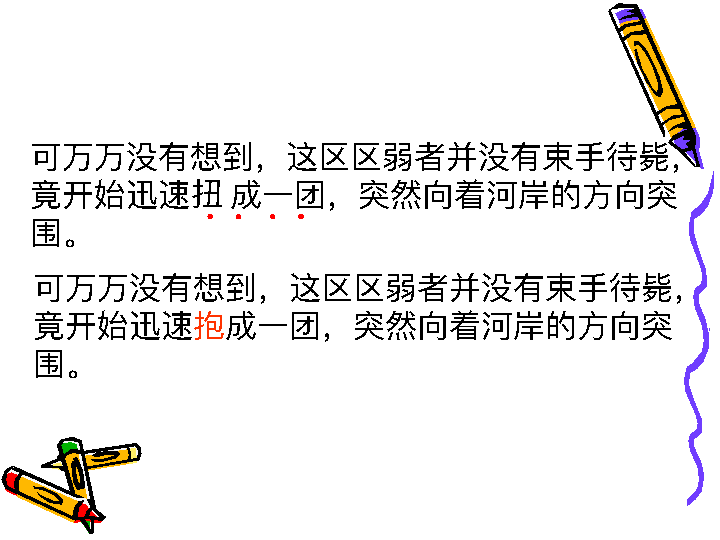 可万万没有想到，这区区弱者并没有束手待毙，
竟开始迅速扭 成一团，突然向着河岸的方向突
围。
可万万没有想到，这区区弱者并没有束手待毙，
竟开始迅速抱成一团，突然向着河岸的方向突
围。